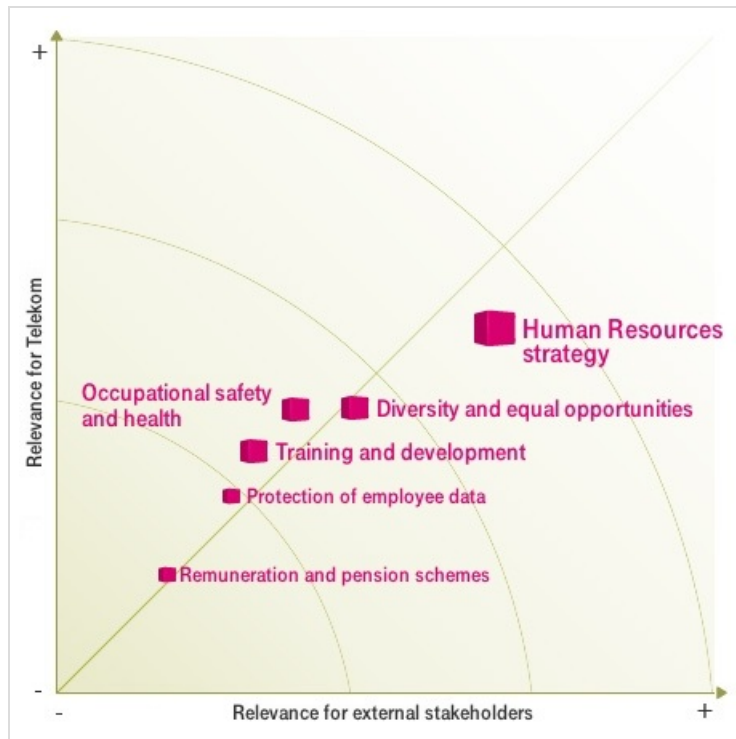 +
Relevance for Telekom
Human Resources
strategy
Occupational safety
and health
Diversity and equal opportunities
Training and development
Protection of employee data
Remuneration and pension schemes
-
-
Relevance for external stakeholders
+